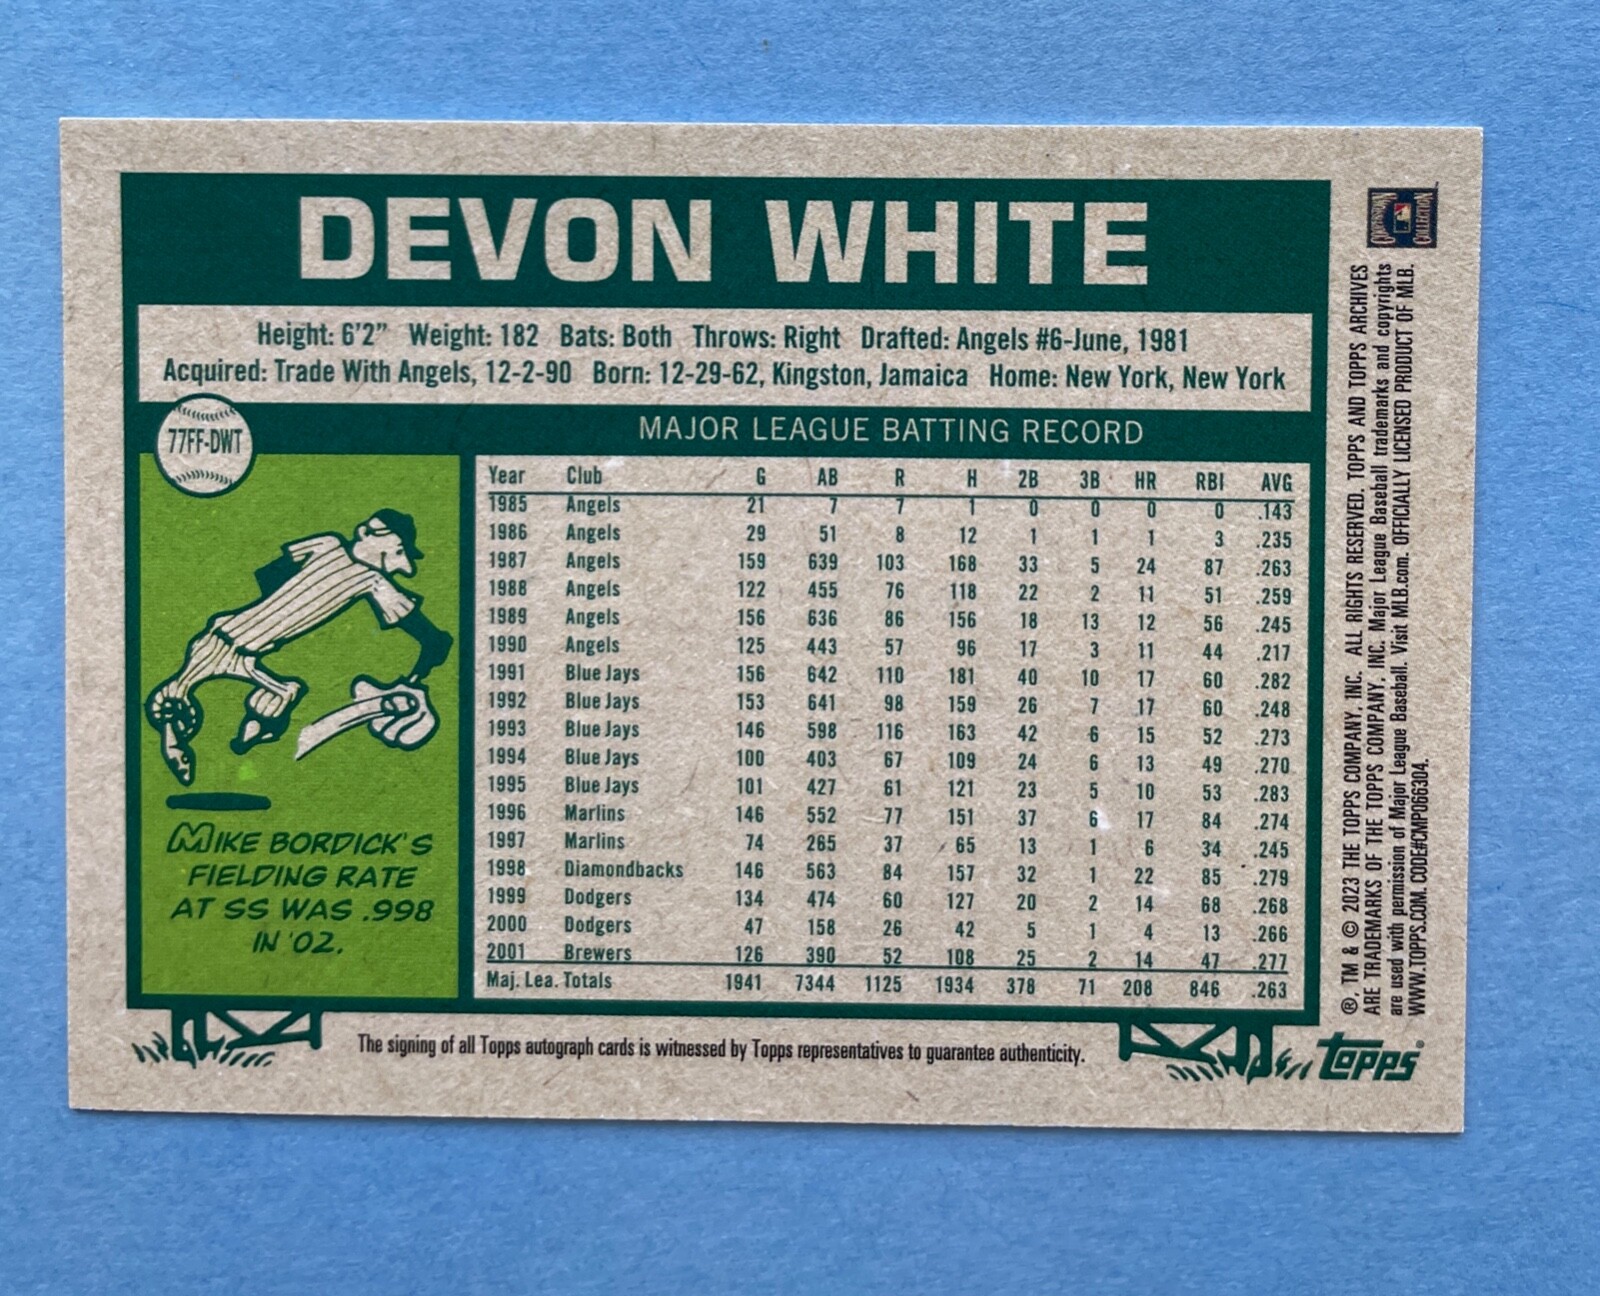 DEVON WHITE
Height: 6'2" Weight: 182 Bats: Both Throws: Right Drafted: Angels #6-June, 1981
Acquired: Trade With Angels, 12-2-90 Born: 12-29-62, Kingston, Jamaica Home: New York, New York
77FF-DWT
MAJOR LEAGUE BATTING RECORD
Year Club G AB R H 2B 3B HR RBI AVG
1985 Angels 21 7 7 1 0 0 0 0 .143
1986 Angels 29 51 8 12 1 1 1 3 .235
1987 Angels 159 639 103 168 33 5 24 87 .263
1988 Angels 122 455 76 118 22 2 11 51 .259
1989 Angels 156 636 86 156 18 13 12 56 .245
1990 Angels 125 443 57 96 17 3 11 44 .217
1991 Blue Jays 156 642 110 181 40 10 17 60 .282
1992 Blue Jays 153 641 98 159 26 7 17 60 .248
1993 Blue Jays 146 598 116 163 42 6 15 52 .273
1994 Blue Jays 100 403 67 109 24 6 13 49 .270
1995 Blue Jays 101 427 61 121 23 5 10 53 .283
1996 Marlins 146 552 77 151 37 6 17 84 .274
1997 Marlins 74 265 37 65 13 1 6 34 .245
1998 Diamondbacks 146 563 84 157 32 1 22 85 .279
1999 Dodgers 134 474 60 127 20 2 14 68 .268
2000 Dodgers 47 158 26 42 5 1 4 13 .266
2001 Brewers 126 390 52 108 25 2 14 47 .277
Maj. Lea. Totals 1941 7344 1125 1934 378 71 208 846 .263
MIKE BORDICK'S
FIELDING RATE
AT SS WAS .998
IN '02.
The signing of all Topps autograph cards is witnessed by Topps representatives to guarantee authenticity.
Topps®
COOPERSTOWN
COLLECTION™
®, TM & © 2023 THE TOPPS COMPANY, INC. ALL RIGHTS RESERVED. TOPPS AND TOPPS ARCHIVES
ARE TRADEMARKS OF THE TOPPS COMPANY, INC. Major League Baseball trademarks and copyrights
are used with permission of Major League Baseball. Visit MLB.com. OFFICIALLY LICENSED PRODUCT OF MLB.
WWW.TOPPS.COM. CODE#CMP066304.